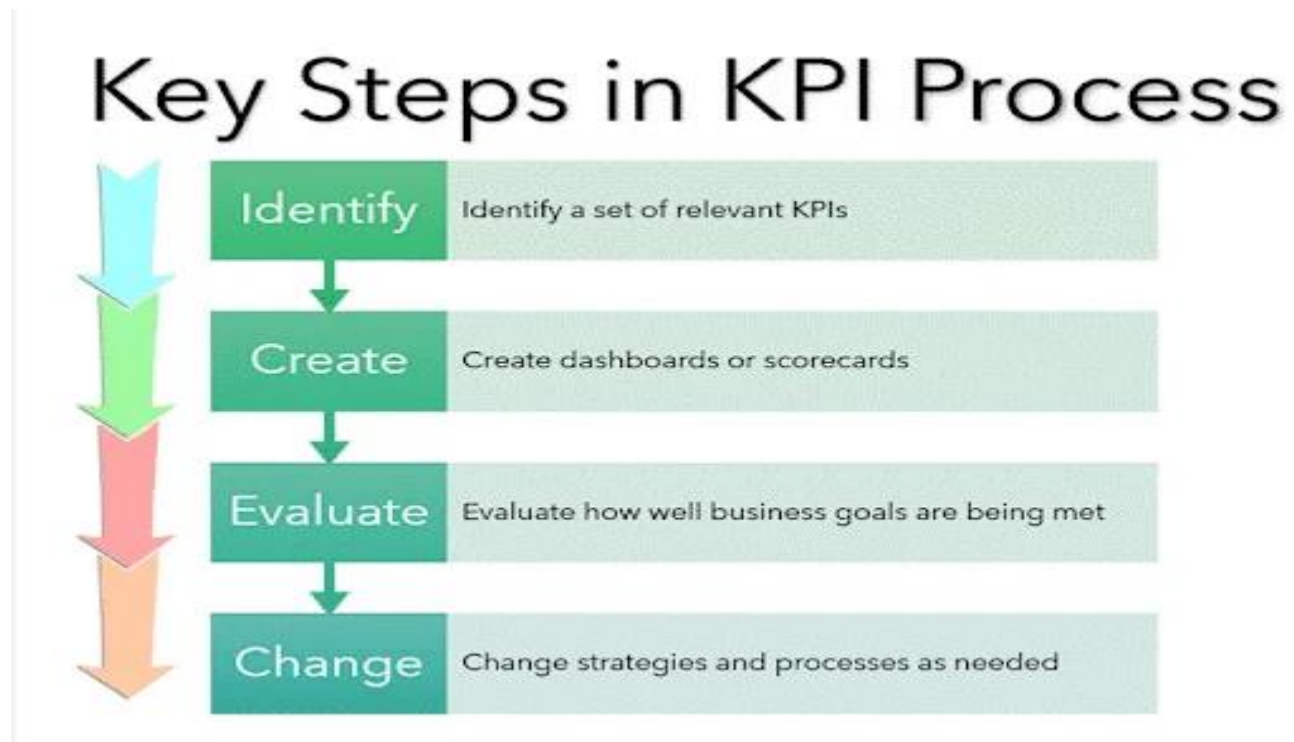 Key Steps in KPI Process
Identify
Identify a set of relevant KPIs
Create
Create dashboards or scorecards
Evaluate
Evaluate how well business goals are being met
Change
Change strategies and processes as needed